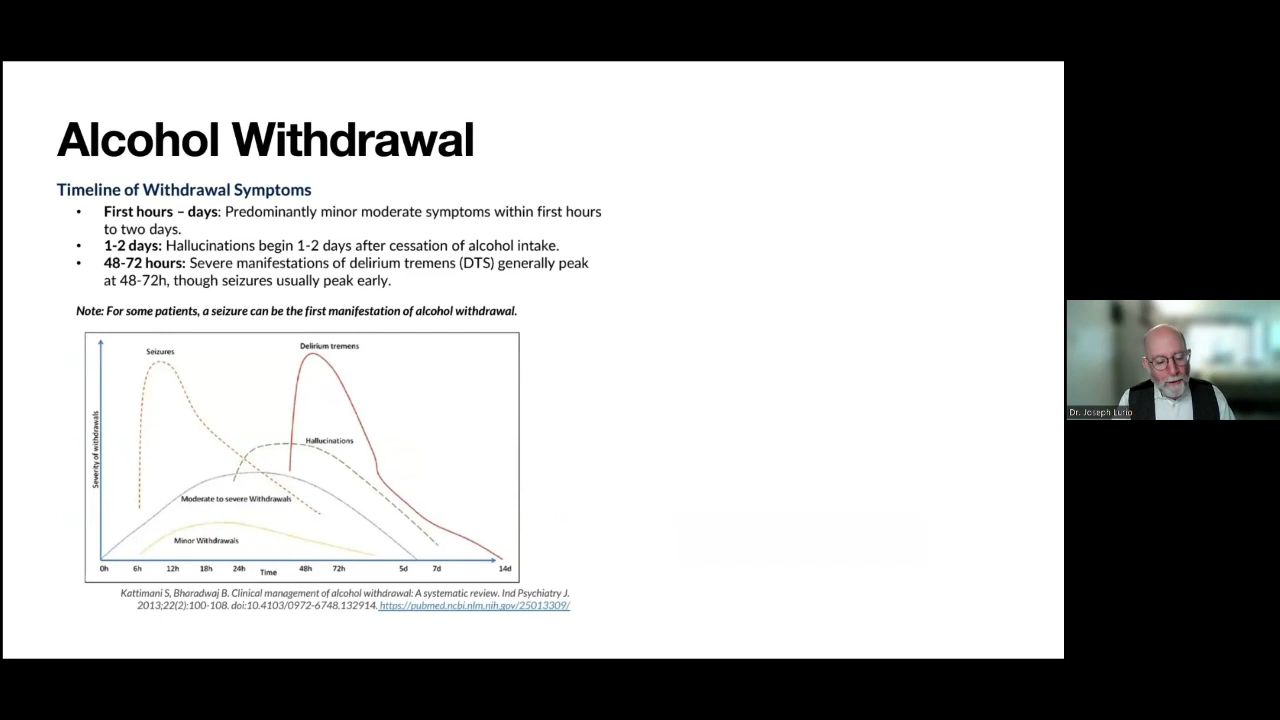 Alcohol Withdrawal
Timeline of Withdrawal Symptoms
• First hours – days: Predominantly minor moderate symptoms within first hours
to two days.
• 1-2 days: Hallucinations begin 1-2 days after cessation of alcohol intake.
• 48-72 hours: Severe manifestations of delirium tremens (DTS) generally peak
at 48-72h, though seizures usually peak early.
Note: For some patients, a seizure can be the first manifestation of alcohol withdrawal.
Seizures
Delirium tremens
Hallucinations
Severity of withdrawals
Moderate to severe Withdrawals
Minor Withdrawals
0h 6h 12h 18h 24h 48h 72h 5d 7d 14d
Time
Kattimani S, Bharadwaj B. Clinical management of alcohol withdrawal: A systematic review. Ind Psychiatry J.
2013;22(2):100-108. doi:10.4103/0972-6748.132914. https://pubmed.ncbi.nlm.nih.gov/25013309/
Dr. Joseph Lurio